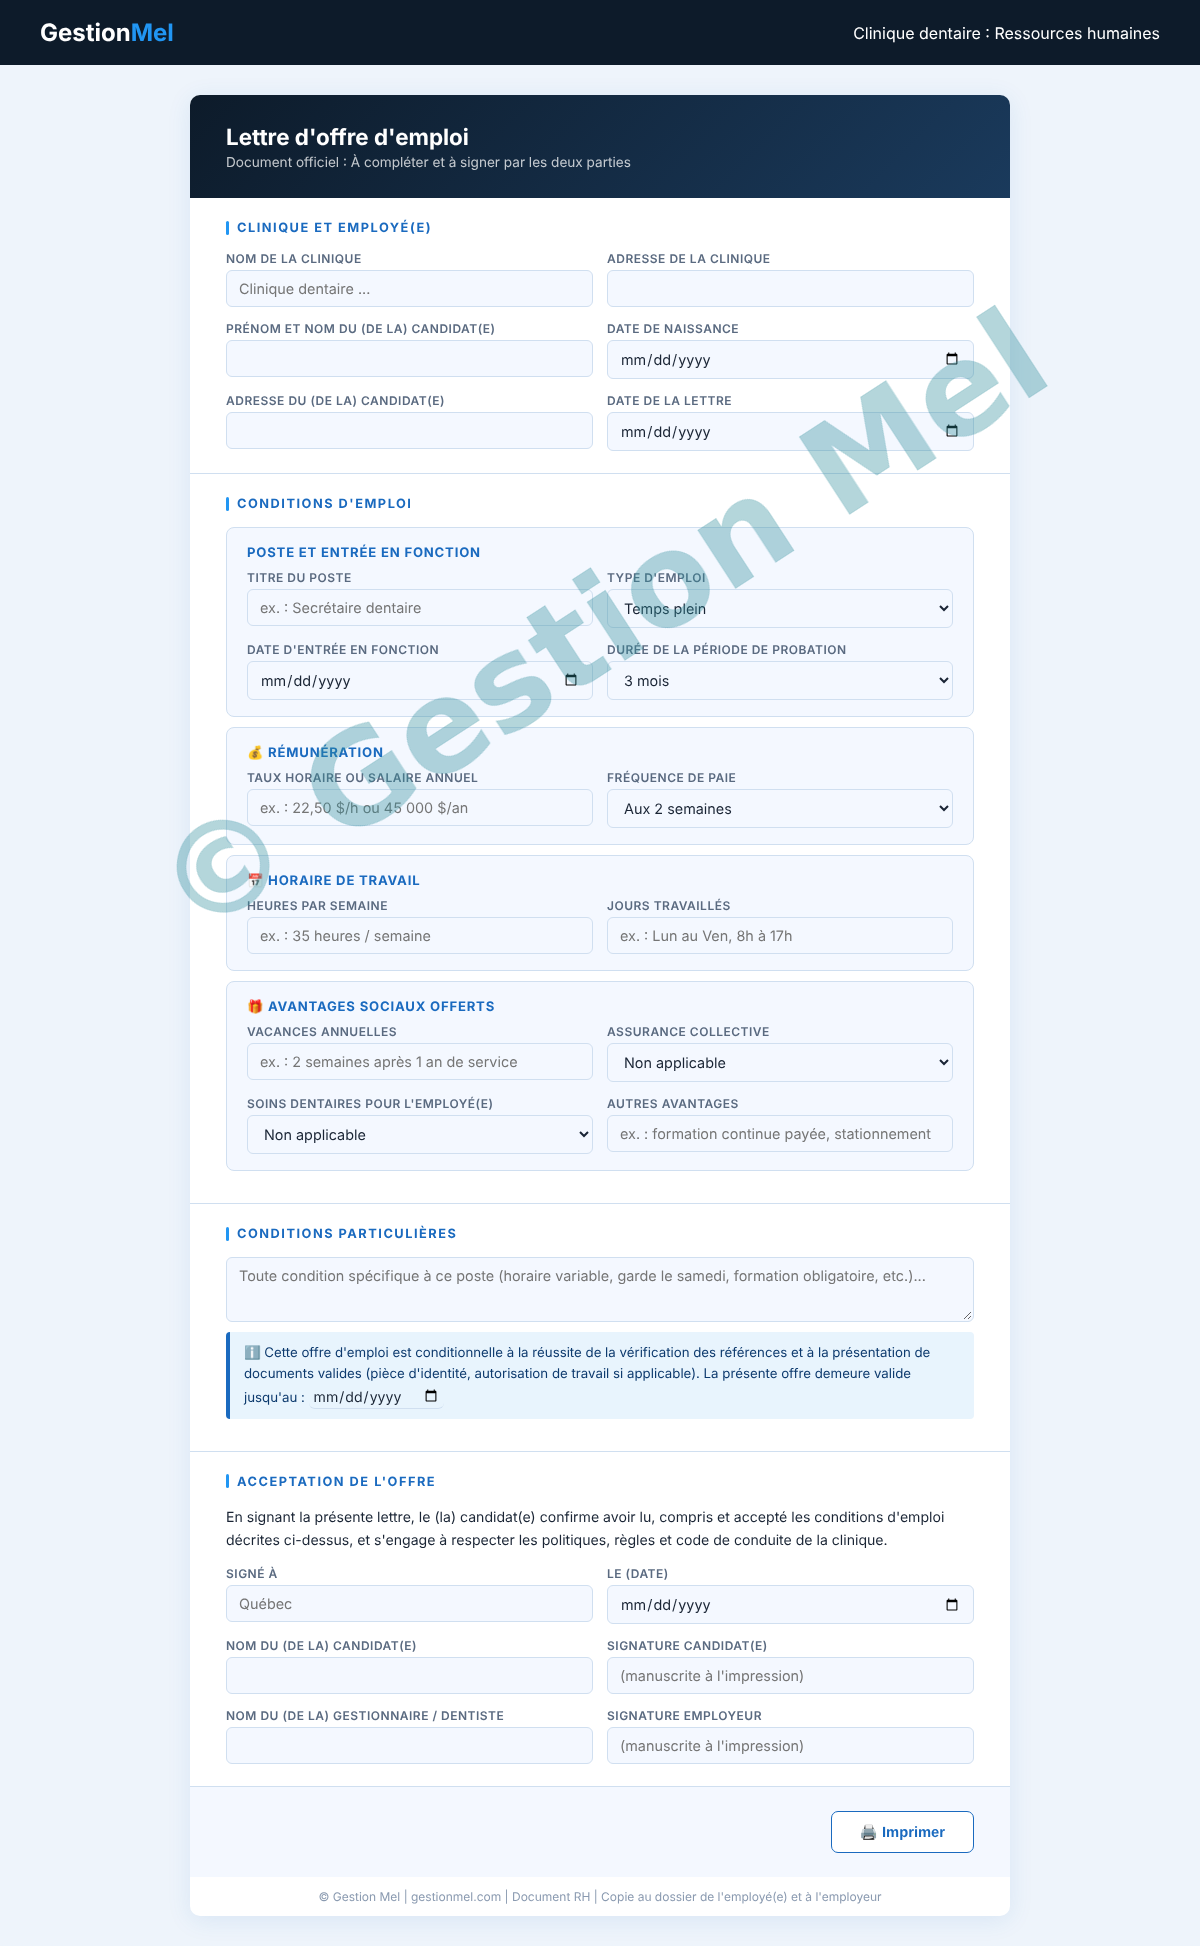 GestionMel
Clinique dentaire : Ressources humaines
Lettre d'offre d'emploi
Document officiel : À compléter et à signer par les deux parties
CLINIQUE ET EMPLOYÉ(E)
NOM DE LA CLINIQUE
ADRESSE DE LA CLINIQUE
Clinique dentaire ...
PRÉNOM ET NOM DU (DE LA) CANDIDAT(E)
DATE DE NAISSANCE
mm/dd/yyyy
ADRESSE DU (DE LA) CANDIDAT(E)
DATE DE LA LETTRE
mm/dd/yyyy
© Gestion Mel
CONDITIONS D'EMPLOI
POSTE ET ENTRÉE EN FONCTION
TITRE DU POSTE
TYPE D'EMPLOI
ex. : Secrétaire dentaire
Temps plein
DATE D'ENTRÉE EN FONCTION
DURÉE DE LA PÉRIODE DE PROBATION
mm/dd/yyyy
3 mois
💰 RÉMUNÉRATION
TAUX HORAIRE OU SALAIRE ANNUEL
FRÉQUENCE DE PAIE
ex. : 22,50 $/h ou 45 000 $/an
Aux 2 semaines
📅 HORAIRE DE TRAVAIL
HEURES PAR SEMAINE
JOURS TRAVAILLÉS
ex. : 35 heures / semaine
ex. : Lun au Ven, 8h à 17h
🎁 AVANTAGES SOCIAUX OFFERTS
VACANCES ANNUELLES
ASSURANCE COLLECTIVE
ex. : 2 semaines après 1 an de service
Non applicable
SOINS DENTAIRES POUR L'EMPLOYÉ(E)
AUTRES AVANTAGES
Non applicable
ex. : formation continue payée, stationnement
CONDITIONS PARTICULIÈRES
Toute condition spécifique à ce poste (horaire variable, garde le samedi, formation obligatoire, etc.)...
ℹ️ Cette offre d'emploi est conditionnelle à la réussite de la vérification des références et à la présentation de
documents valides (pièce d'identité, autorisation de travail si applicable). La présente offre demeure valide
jusqu'au : mm/dd/yyyy
ACCEPTATION DE L'OFFRE
En signant la présente lettre, le (la) candidat(e) confirme avoir lu, compris et accepté les conditions d'emploi
décrites ci-dessus, et s'engage à respecter les politiques, règles et code de conduite de la clinique.
SIGNÉ À
LE (DATE)
Québec
mm/dd/yyyy
NOM DU (DE LA) CANDIDAT(E)
SIGNATURE CANDIDAT(E)
(manuscrite à l'impression)
NOM DU (DE LA) GESTIONNAIRE / DENTISTE
SIGNATURE EMPLOYEUR
(manuscrite à l'impression)
🖨️ Imprimer
© Gestion Mel | gestionmel.com | Document RH | Copie au dossier de l'employé(e) et à l'employeur